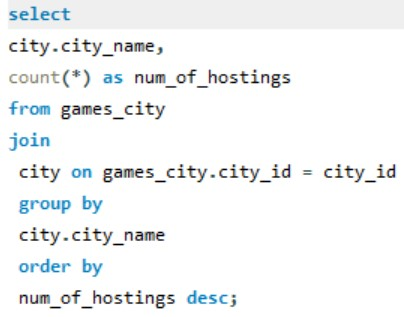 select
city.city_name,
count(*) as num_of_hostings
from games_city
join
city on games_city.city_id = city_id
group by
city.city_name
order by
num_of_hostings desc;